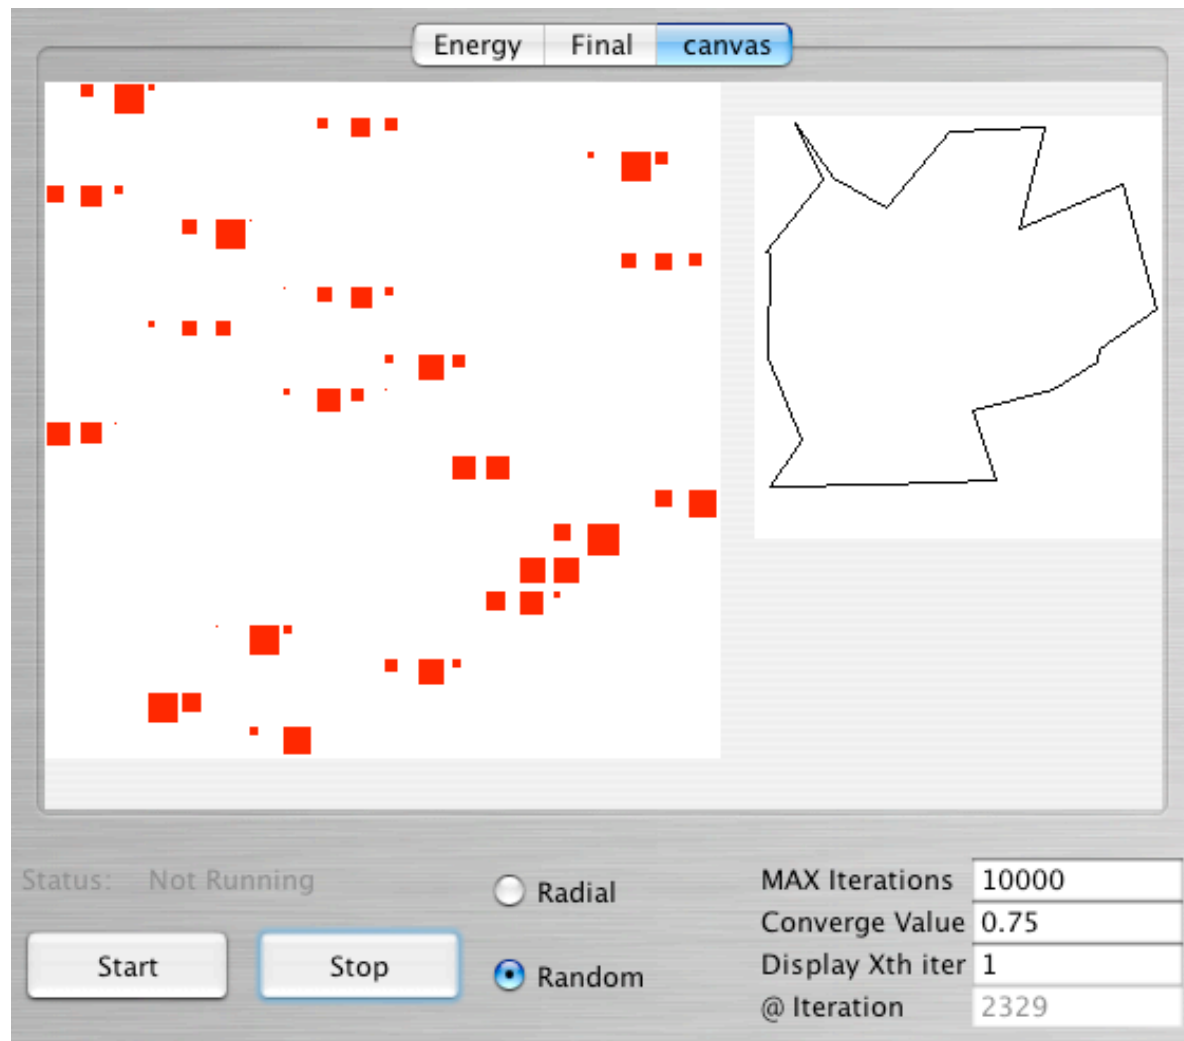 Energy Final canvas
Status: Not Running
Start Stop
Radial
Random
MAX Iterations 10000
Converge Value 0.75
Display Xth iter 1
@ Iteration 2329